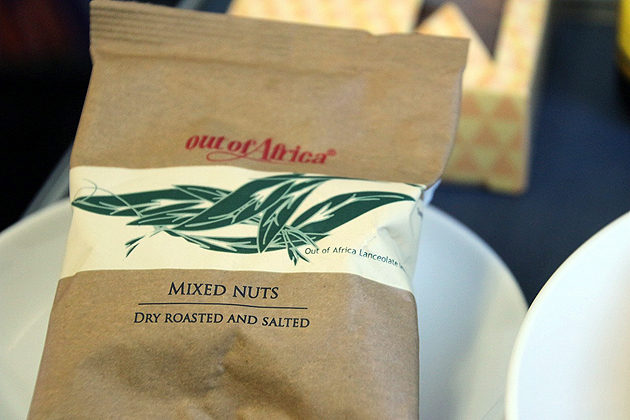 out of Africa®
Out of Africa Lanceolate
MIXED NUTS
DRY ROASTED AND SALTED